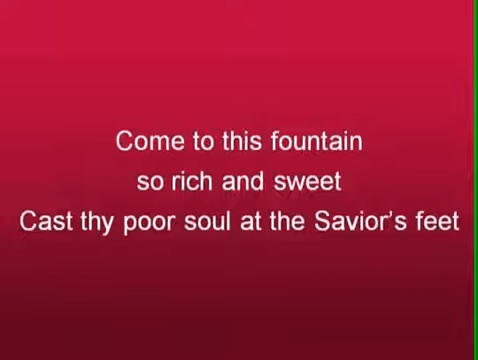 Come to this fountain
so rich and sweet
Cast thy poor soul at the Savior's feet